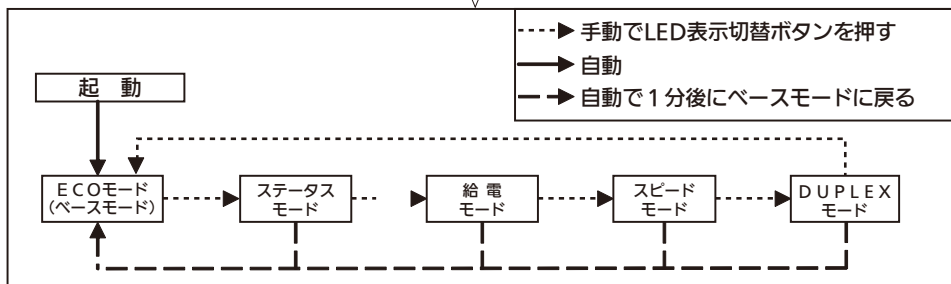 手動でLED表示切替ボタンを押す
自動
自動で1分後にベースモードに戻る
起 動
ECOモード
(ベースモード)
ステータス
モード
給 電
モード
スピード
モード
DUPLEX
モード